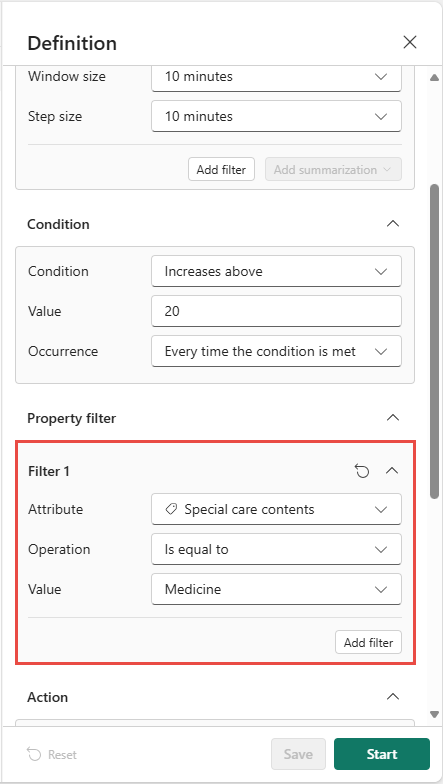 Definition
Window size 10 minutes
Step size 10 minutes
Add filter Add summarization
Condition
Condition Increases above
Value 20
Occurrence Every time the condition is met
Property filter
Filter 1
Attribute Special care contents
Operation Is equal to
Value Medicine
Add filter
Action
Reset Save Start